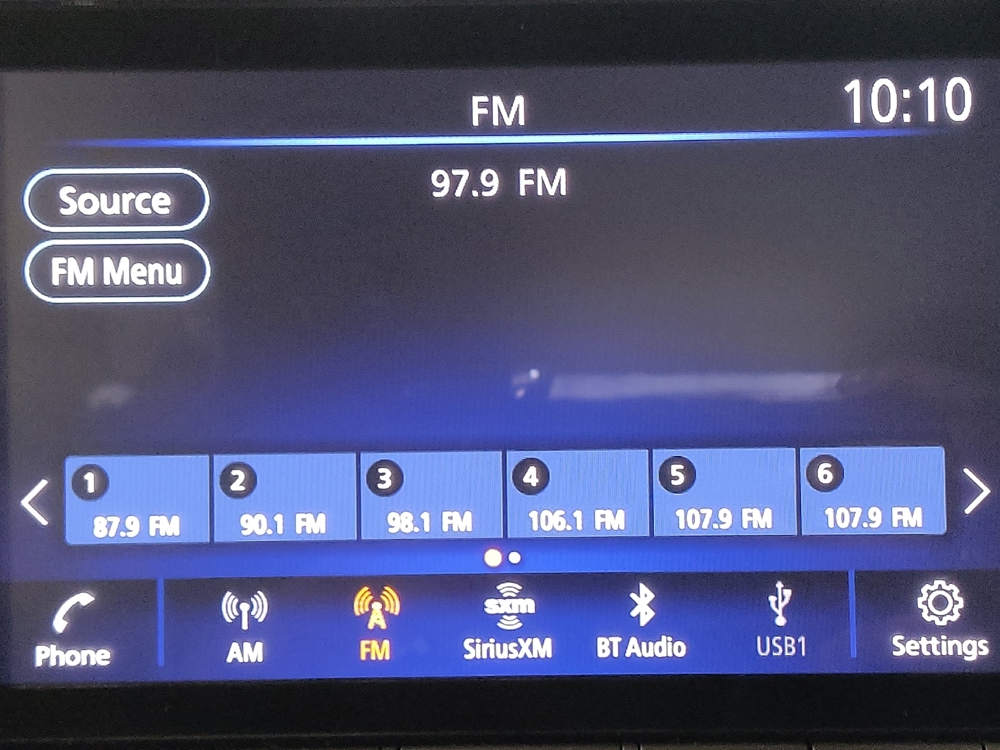 FM
10:10
97.9 FM
Source
FM Menu
1
2
3
4
5
6
87.9 FM
90.1 FM
98.1 FM
106.1 FM
107.9 FM
107.9 FM
sxm
Phone
AM
FM
SiriusXM
BT Audio
USB1
Settings